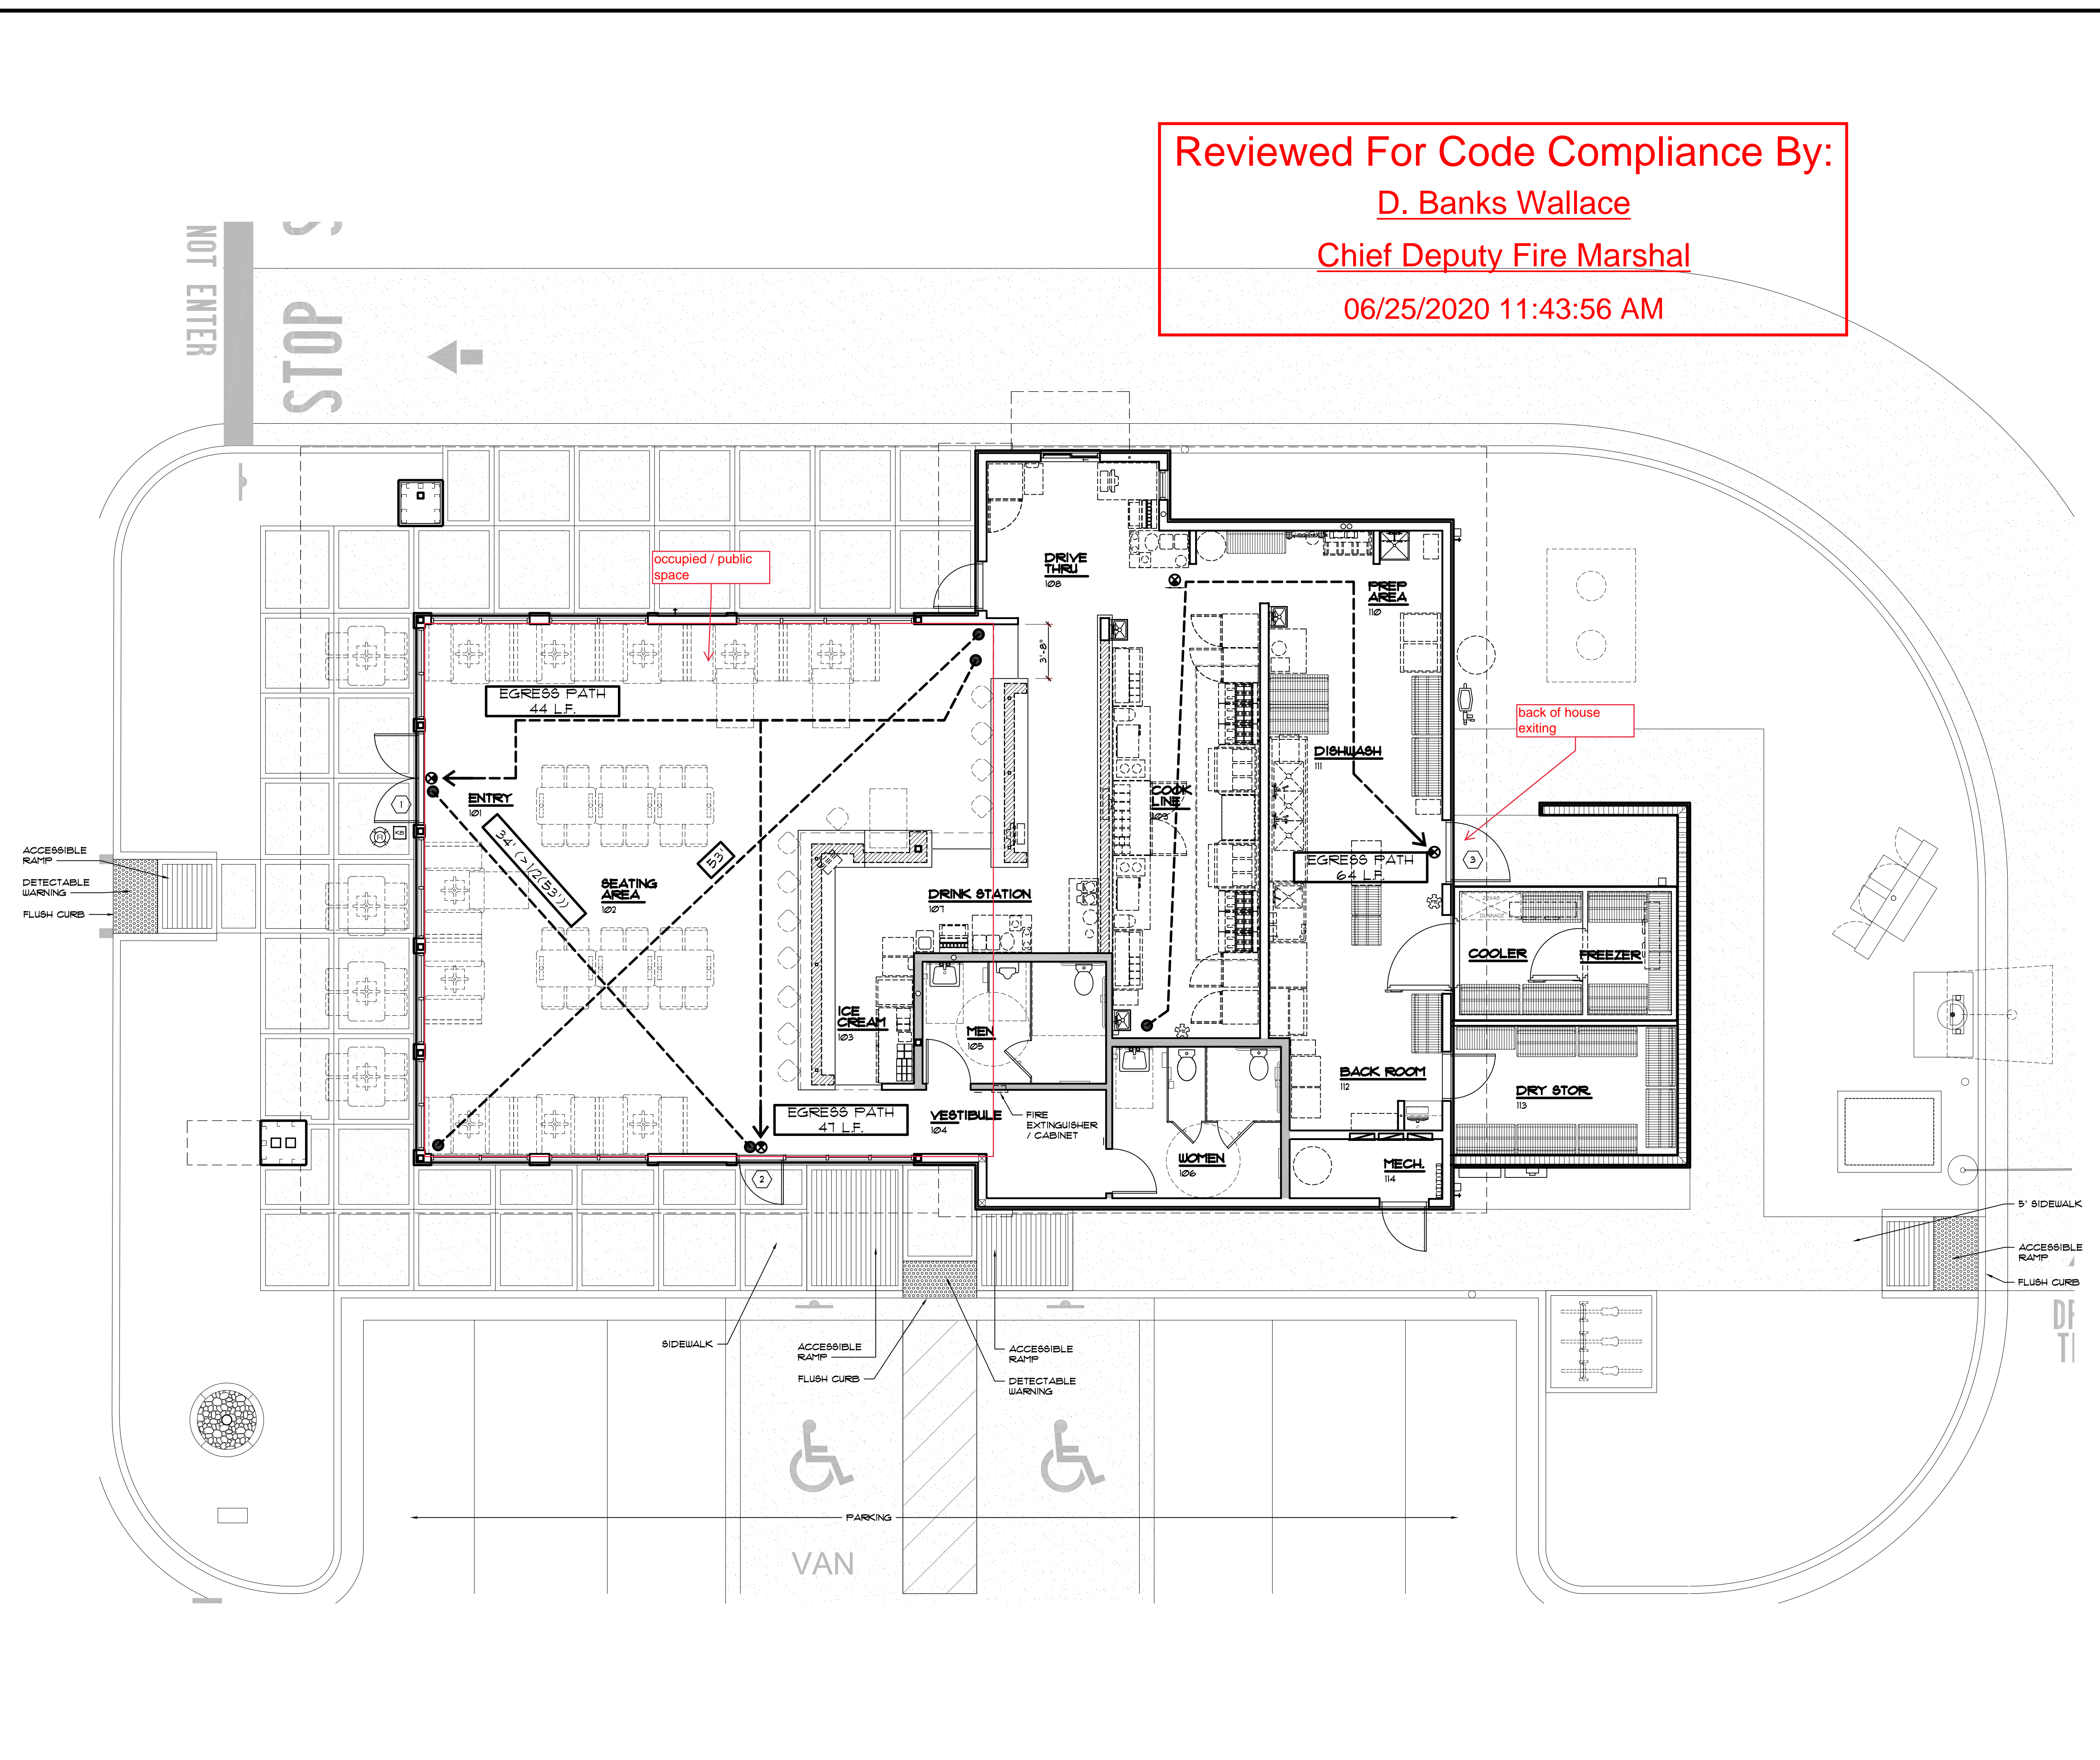 Reviewed For Code Compliance By:
D. Banks Wallace
Chief Deputy Fire Marshal
06/25/2020 11:43:56 AM
NOT ENTER
STOP
occupied / public
space
DRIVE
THRU
108
PREP
AREA
110
3'-8"
EGRESS PATH
44 L.F.
back of house
exiting
DISHWASH
111
ENTRY
101
1
KB
COOK
LINE
109
34' (>1/2(53'))
53'
EGRESS PATH
64 L.F.
3
ACCESSIBLE
RAMP
DETECTABLE
WARNING
FLUSH CURB
SEATING
AREA
102
DRINK STATION
107
COOLER
FREEZER
ICE
CREAM
103
MEN
105
BACK ROOM
112
DRY STOR.
113
EGRESS PATH
47 L.F.
VESTIBULE
104
FIRE
EXTINGUISHER
/ CABINET
WOMEN
106
MECH.
114
2
5' SIDEWALK
ACCESSIBLE
RAMP
FLUSH CURB
SIDEWALK
ACCESSIBLE
RAMP
FLUSH CURB
ACCESSIBLE
RAMP
DETECTABLE
WARNING
PARKING
VAN